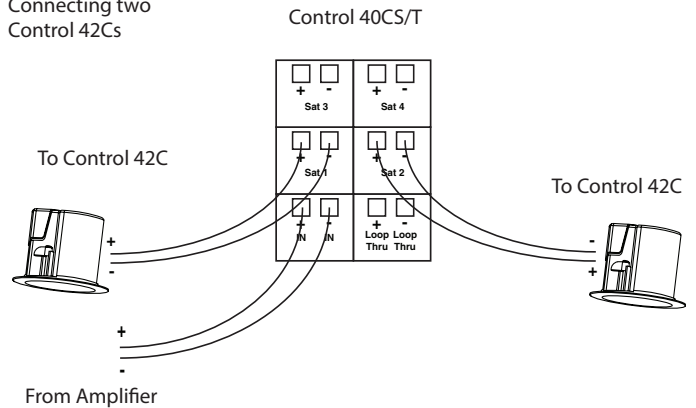 Connecting two
Control 42Cs
Control 40CS/T
+ - + -
Sat 3 Sat 4
To Control 42C
+ - + -
Sat 1 Sat 2
To Control 42C
+ - + -
IN IN Loop Loop
Thru Thru
+
-
-
+
+
-
From Amplifier